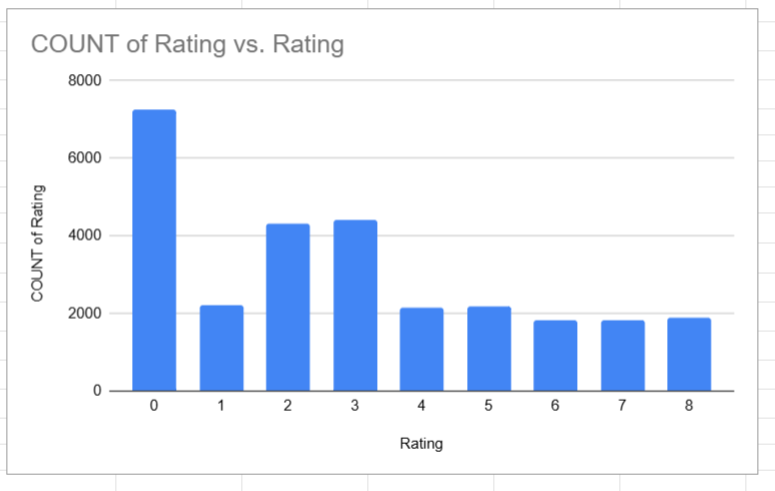 COUNT of Rating vs. Rating
8000
6000
4000
2000
0
COUNT of Rating
0 1 2 3 4 5 6 7 8
Rating